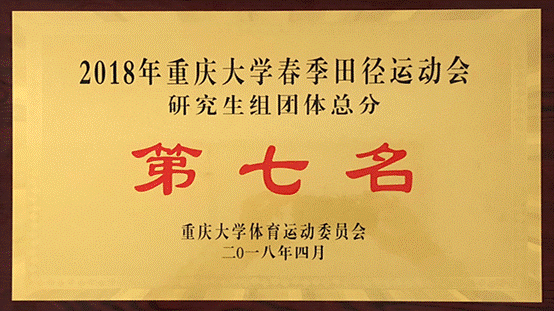 2018年重庆大学春季田径运动会
研究生组团体总分
第七名
重庆大学体育运动委员会
二0一八年四月